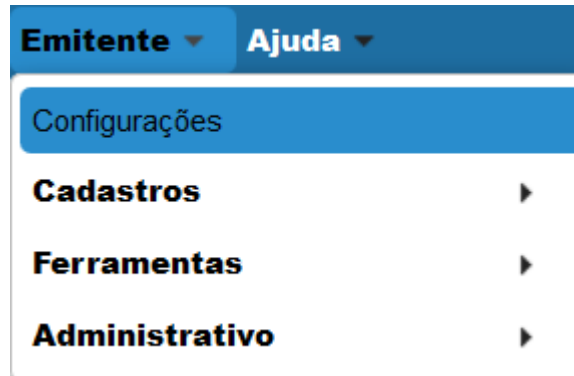 Emitente Ajuda
Configurações
Cadastros
Ferramentas
Administrativo